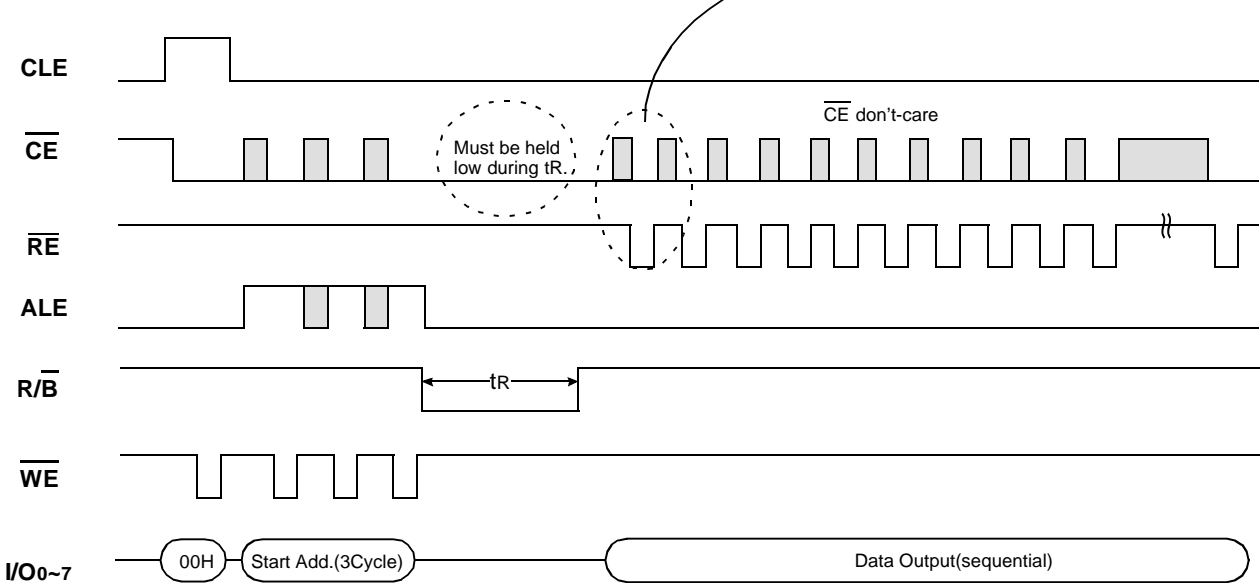 CLE
CE
CE don't-care
Must be held
low during tR.
RE
ALE
R/B
tR
WE
I/O0~7
00H
Start Add.(3Cycle)
Data Output(sequential)